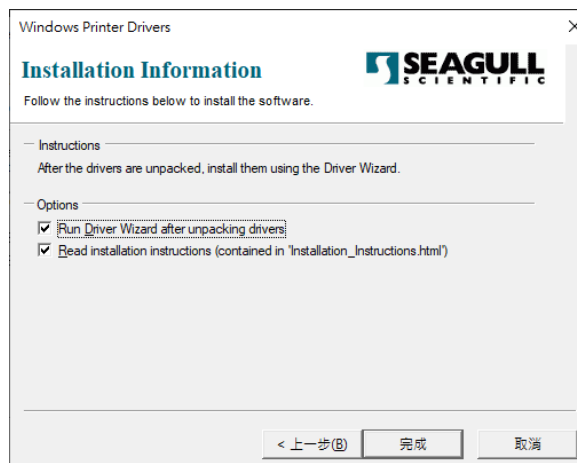 Windows Printer Drivers
Installation Information
SEAGULL
SCIENTIFIC
Follow the instructions below to install the software.
Instructions
After the drivers are unpacked, install them using the Driver Wizard.
Options
Run Driver Wizard after unpacking drivers
Read installation instructions (contained in 'Installation_Instructions.html')
< 上一步(B)
完成
取消